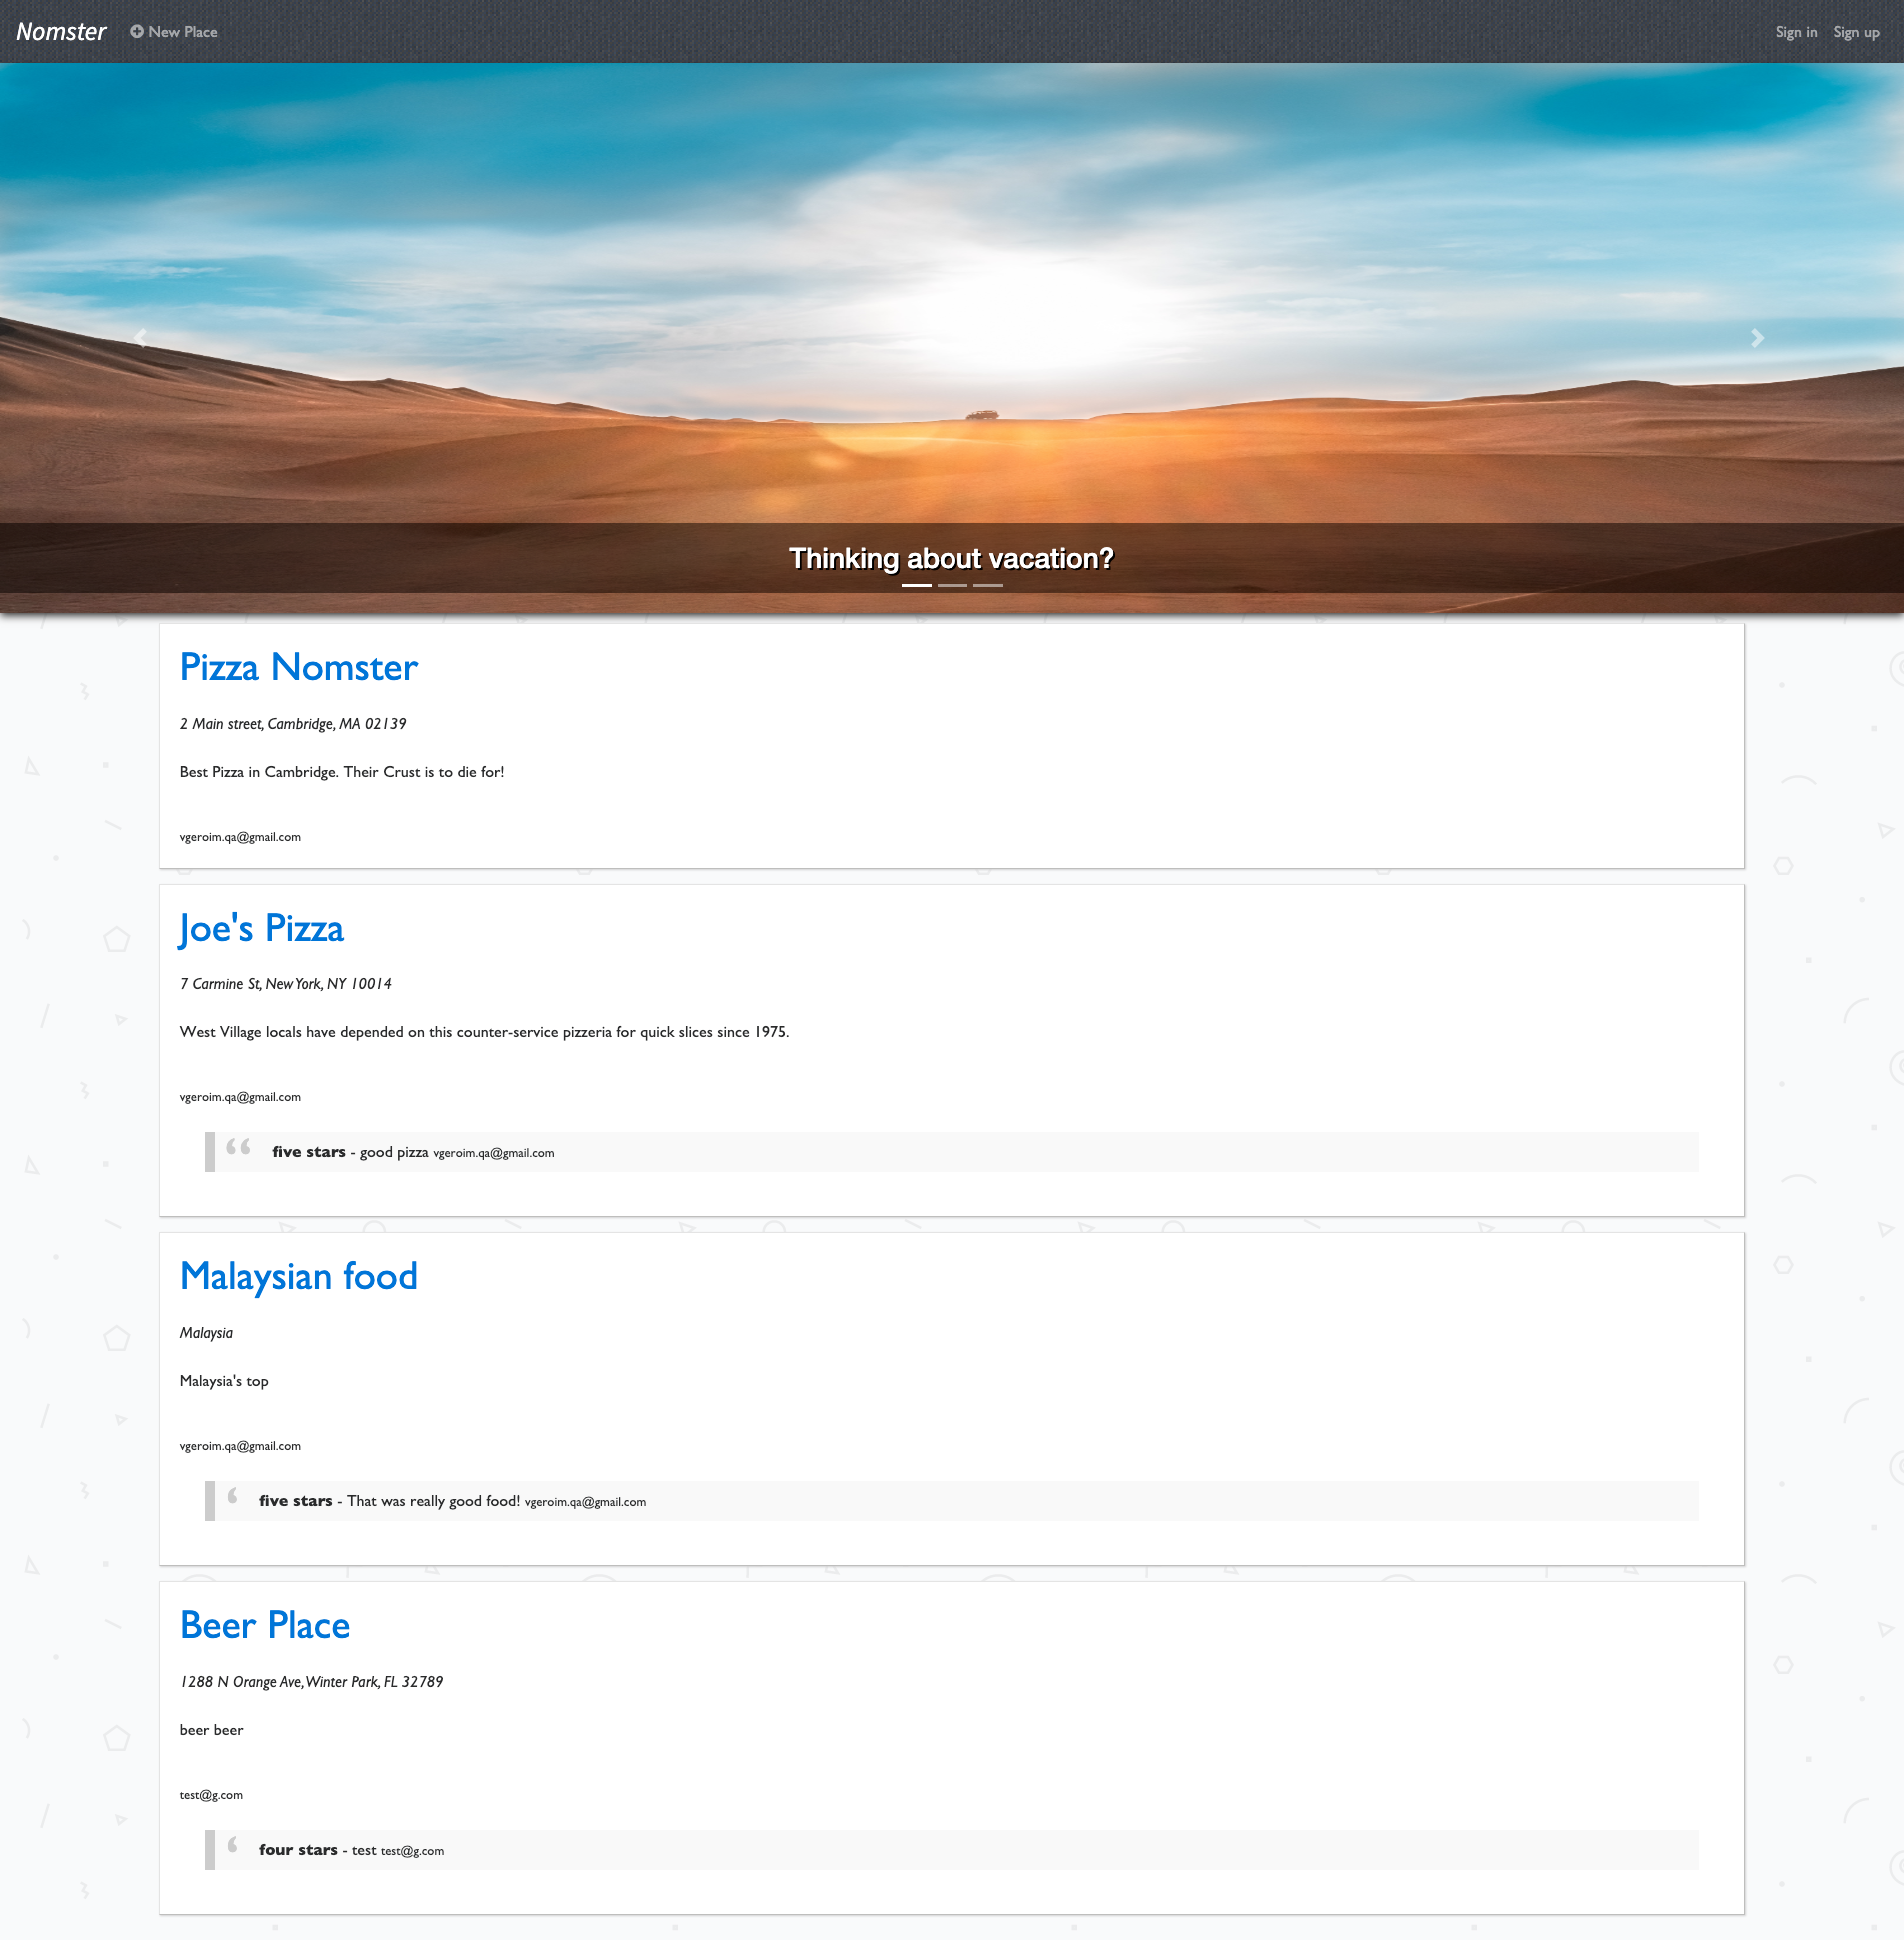 Nomster New Place Sign in Sign up
Thinking about vacation?
Pizza Nomster
2 Main street, Cambridge, MA 02139
Best Pizza in Cambridge. Their Crust is to die for!
vgeroim.qa@gmail.com
Joe's Pizza
7 Carmine St, New York, NY 10014
West Village locals have depended on this counter-service pizzeria for quick slices since 1975.
vgeroim.qa@gmail.com
“ five stars - good pizza vgeroim.qa@gmail.com
Malaysian food
Malaysia
Malaysia's top
vgeroim.qa@gmail.com
‘ five stars - That was really good food! vgeroim.qa@gmail.com
Beer Place
1288 N Orange Ave, Winter Park, FL 32789
beer beer
test@g.com
‘ four stars - test test@g.com